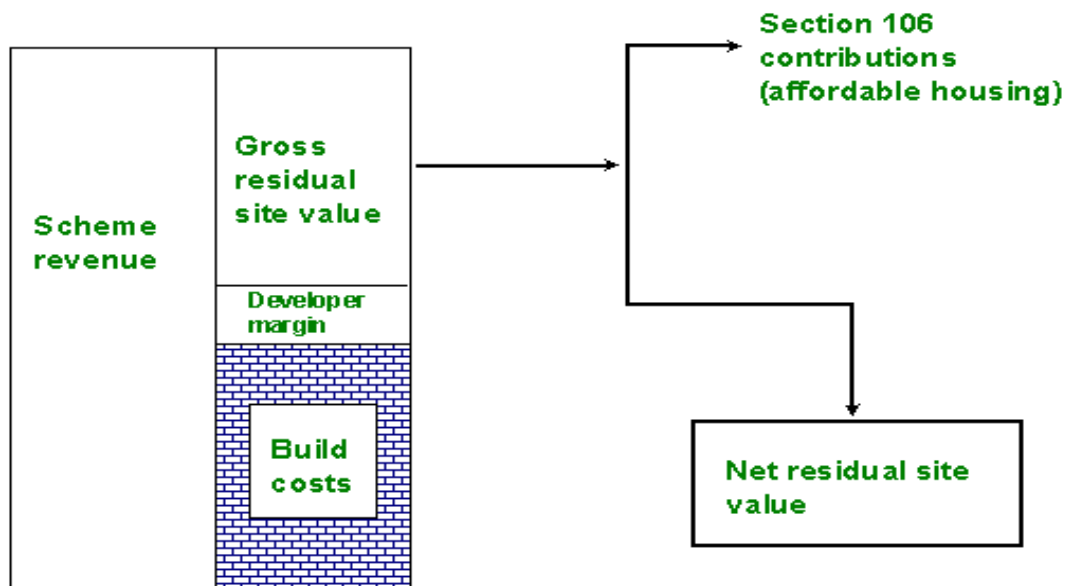 Section 106
contributions
(affordable housing)
Gross
residual
site value
Scheme
revenue
Developer
margin
Build
costs
Net residual site
value